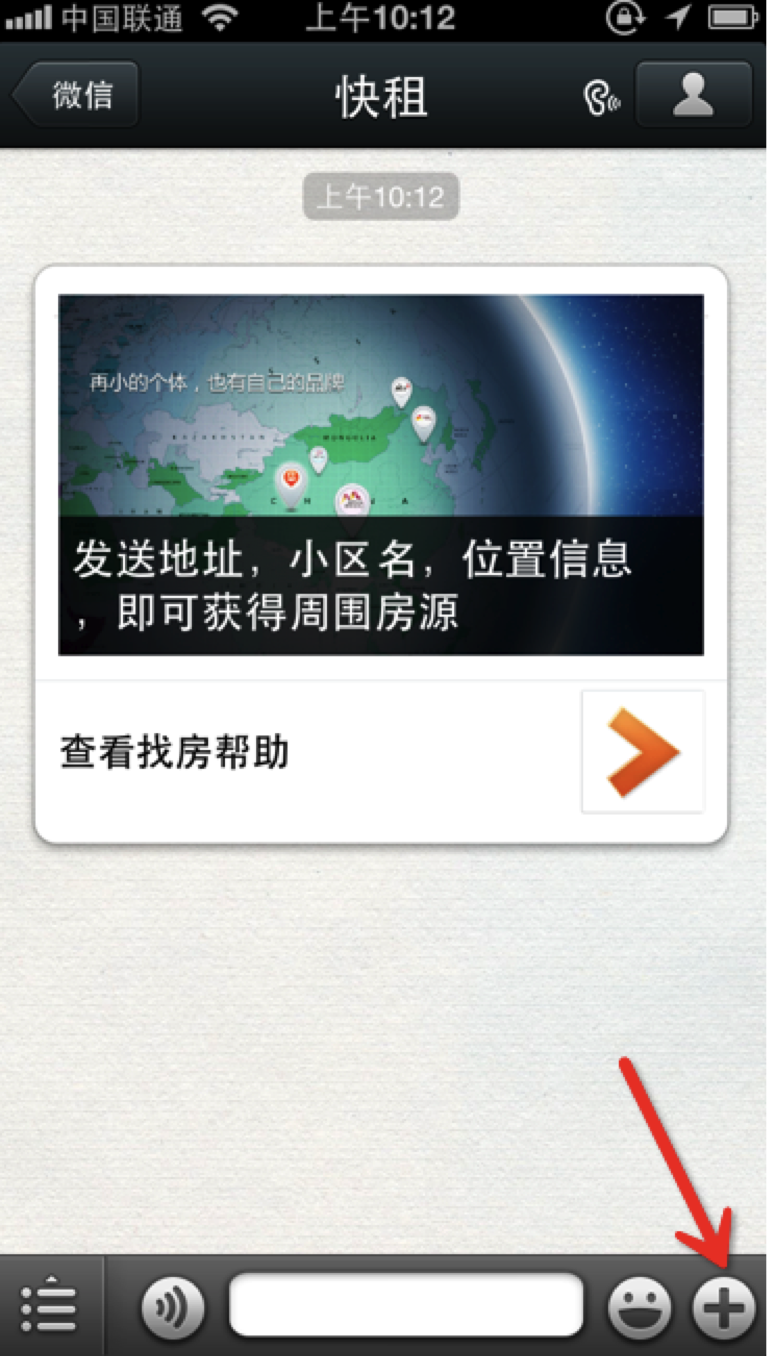 中国联通
上午10:12
微信
快租
上午10:12
再小的个体，也有自己的品牌
KAZAKHSTAN
MONGOLIA
CHINA
发送地址，小区名，位置信息
，即可获得周围房源
查看找房帮助